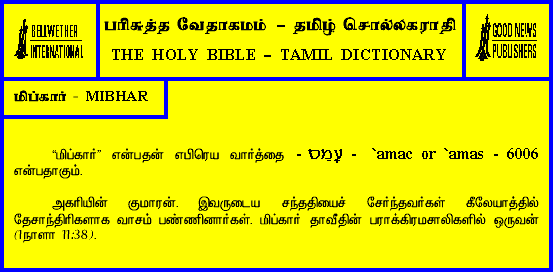 BELLWETHER
INTERNATIONAL
பரிசுத்த வேதாகமம் – தமிழ் சொல்லகராதி
THE HOLY BIBLE – TAMIL DICTIONARY
GOOD NEWS
PUBLISHERS
மிப்கார் - MIBHAR
“மிப்கார்” என்பதன் எபிரெய வார்த்தை - עָמַס - `amac or `amas - 6006
என்பதாகும்.
அகரியின் குமாரன். இவருடைய சந்ததியைச் சேர்ந்தவர்கள் கீலேயாத்தில்
தேசாந்திரிகளாக வாசம் பண்ணினார்கள். மிப்கார் தாவீதின் பராக்கிரமசாலிகளில் ஒருவன்
(1நாளா 11:38).